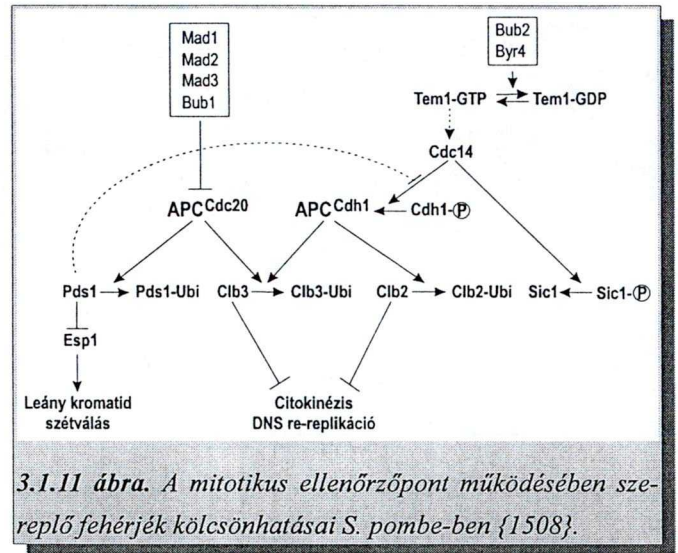 Mad1
Mad2
Mad3
Bub1
Bub2
Byr4
Tem1-GTP Tem1-GDP
Cdc14
APC Cdc20 APC Cdh1 Cdh1-P
Pds1 Pds1-Ubi Clb3 Clb3-Ubi Clb2 Clb2-Ubi Sic1 Sic1-P
Esp1
Leány kromatid
szétválás
Citokinézis
DNS re-replikáció
3.1.11 ábra. A mitotikus ellenőrzőpont működésében sze-
replő fehérjék kölcsönhatásai S. pombe-ben {1508}.